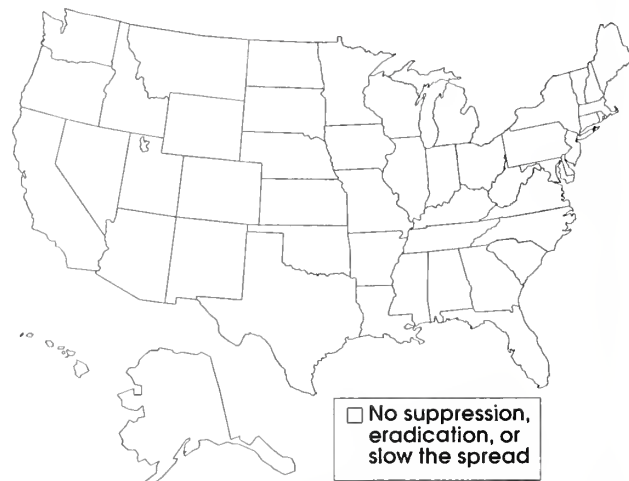 No suppression,
eradication, or
slow the spread